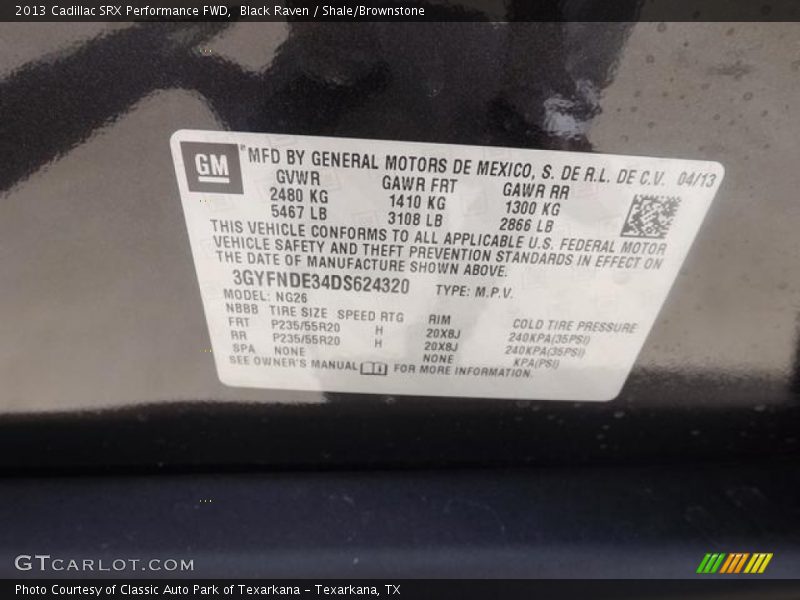 2013 Cadillac SRX Performance FWD, Black Raven / Shale/Brownstone
GM
MFD BY GENERAL MOTORS DE MEXICO, S. DE R.L. DE C.V. 04/13
GVWR GAWR FRT GAWR RR
2480 KG 1410 KG 1300 KG
5467 LB 3108 LB 2866 LB
THIS VEHICLE CONFORMS TO ALL APPLICABLE U.S. FEDERAL MOTOR
VEHICLE SAFETY AND THEFT PREVENTION STANDARDS IN EFFECT ON
THE DATE OF MANUFACTURE SHOWN ABOVE.
3GYFNDE34DS624320 TYPE: M.P.V.
MODEL: NG26
NBBB TIRE SIZE SPEED RTG RIM COLD TIRE PRESSURE
FRT P235/55R20 H 20X8J 240KPA(35PSI)
RR P235/55R20 H 20X8J 240KPA(35PSI)
SPA NONE NONE KPA(PSI)
SEE OWNER'S MANUAL FOR MORE INFORMATION.
GTCARLOT.COM
Photo Courtesy of Classic Auto Park of Texarkana - Texarkana, TX